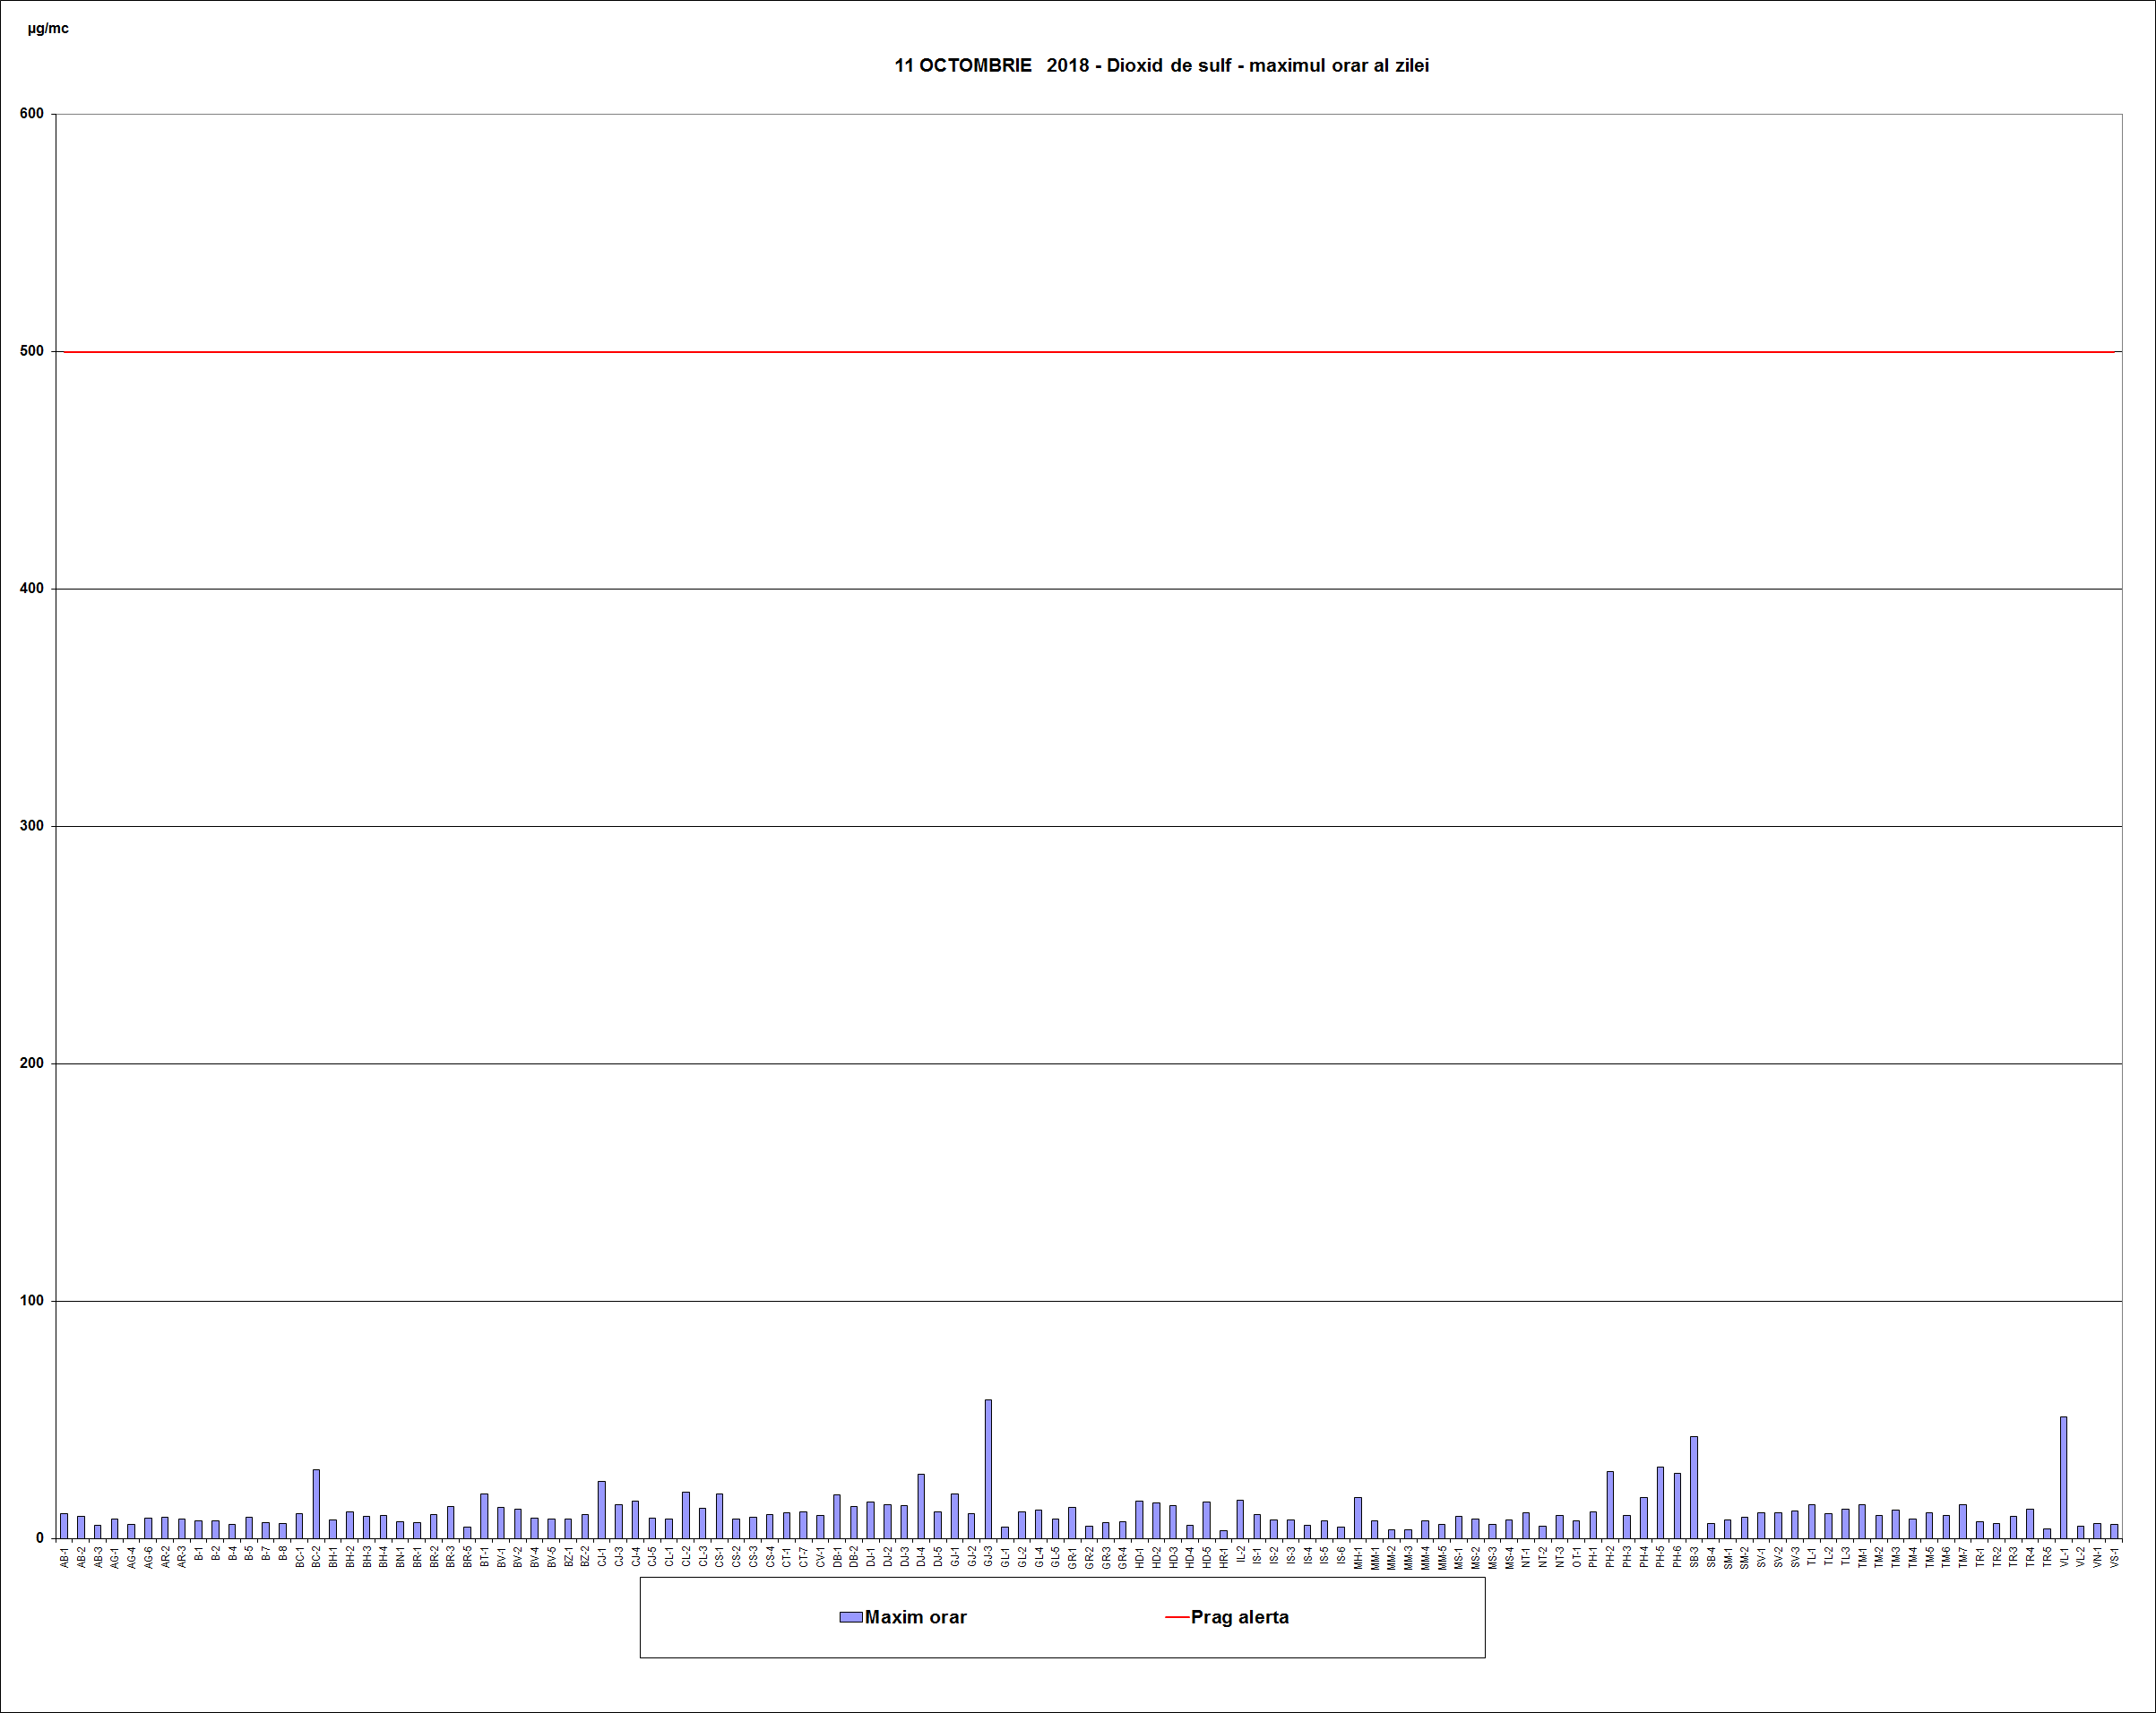 µg/mc
11 OCTOMBRIE 2018 - Dioxid de sulf - maximul orar al zilei
600
500
400
300
200
100
0
AB-1 AB-2 AB-3 AG-1 AG-4 AG-6 AR-2 AR-3 B-1 B-2 B-4 B-5 B-7 B-8 BC-1 BC-2 BH-1 BH-2 BH-3 BH-4 BN-1 BR-1 BR-2 BR-3 BR-5 BT-1 BV-1 BV-2 BV-4 BV-5 BZ-1 BZ-2 CJ-1 CJ-3 CJ-4 CJ-5 CL-1 CL-2 CL-3 CS-1 CS-2 CS-3 CS-4 CT-1 CT-7 CV-1 DB-1 DB-2 DJ-1 DJ-2 DJ-3 DJ-4 DJ-5 GJ-1 GJ-2 GJ-3 GL-1 GL-2 GL-4 GL-5 GR-1 GR-2 GR-3 GR-4 HD-1 HD-2 HD-3 HD-4 HD-5 HR-1 IL-2 IS-1 IS-2 IS-3 IS-4 IS-5 IS-6 MH-1 MM-1 MM-2 MM-3 MM-4 MM-5 MS-1 MS-2 MS-3 MS-4 NT-1 NT-2 NT-3 OT-1 PH-1 PH-2 PH-3 PH-4 PH-5 PH-6 SB-3 SB-4 SM-1 SM-2 SV-1 SV-2 SV-3 TL-1 TL-2 TL-3 TM-1 TM-2 TM-3 TM-4 TM-5 TM-6 TM-7 TR-1 TR-2 TR-3 TR-4 TR-5 VL-1 VL-2 VN-1 VS-1
Maxim orar Prag alerta